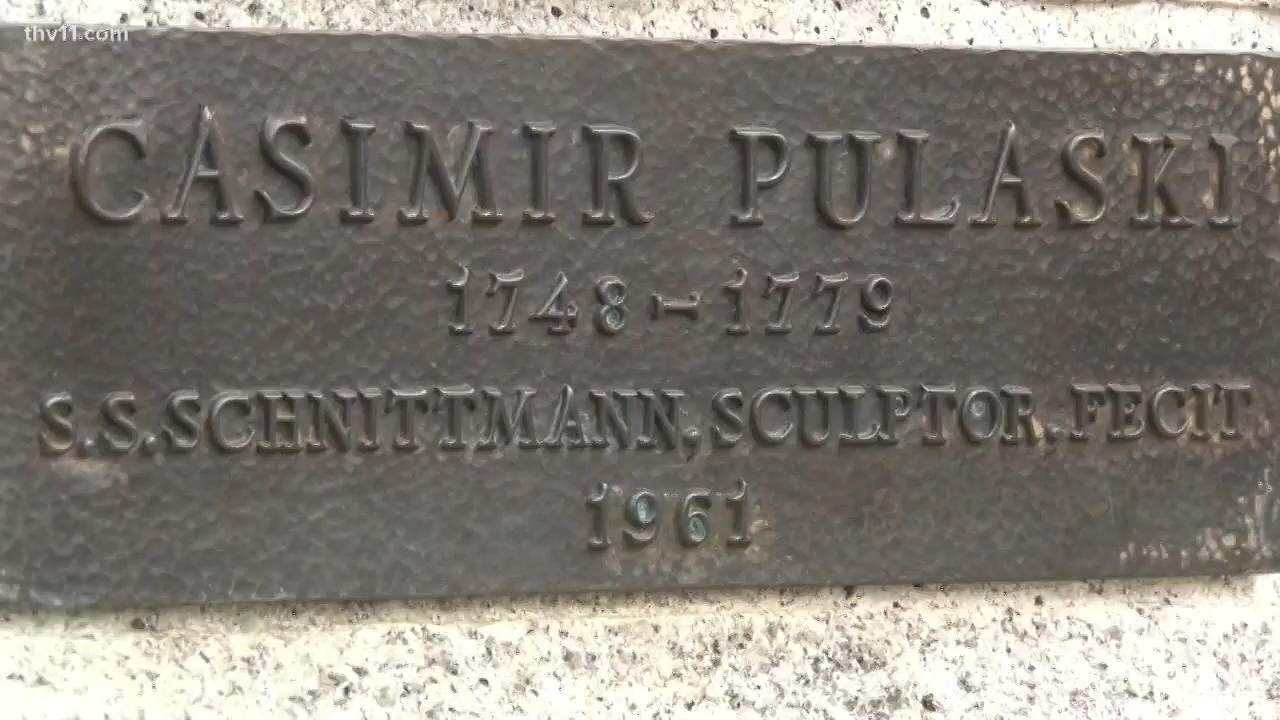 thv11.com
CASIMIR PULASKI
1748-1779
S.S.SCHNITTMANN, SCULPTOR, FECIT
1961